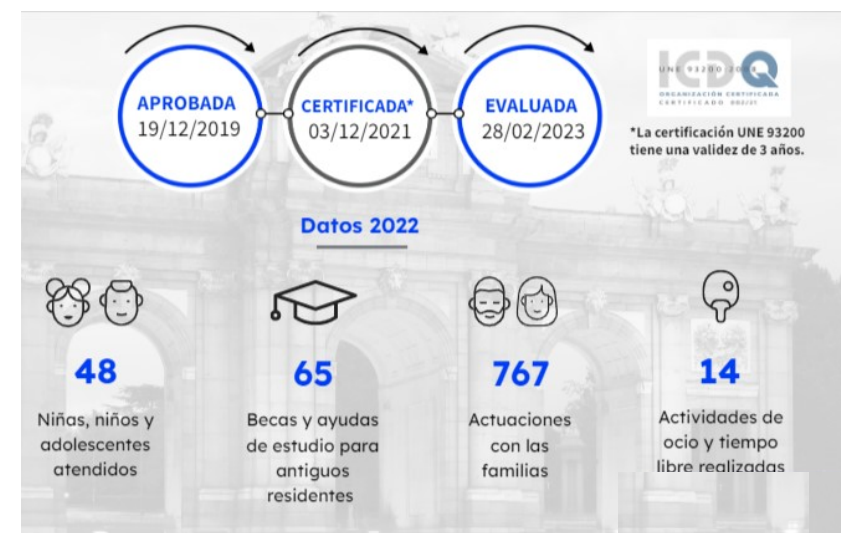 APROBADA
19/12/2019
CERTIFICADA*
03/12/2021
EVALUADA
28/02/2023
UNE 93200
ORGANIZACIÓN CERTIFICADA
CERTIFICADO
*La certificación UNE 93200
tiene una validez de 3 años.
Datos 2022
48
Niñas, niños y
adolescentes
atendidos
65
Becas y ayudas
de estudio para
antiguos
residentes
767
Actuaciones
con las
familias
14
Actividades de
ocio y tiempo
libre realizadas